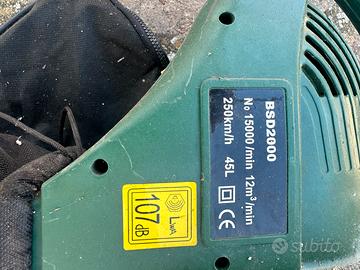 BSD2000
No 15000 /min 12m³/min
250km/h 45L
CE
LWA
107
dB
subito